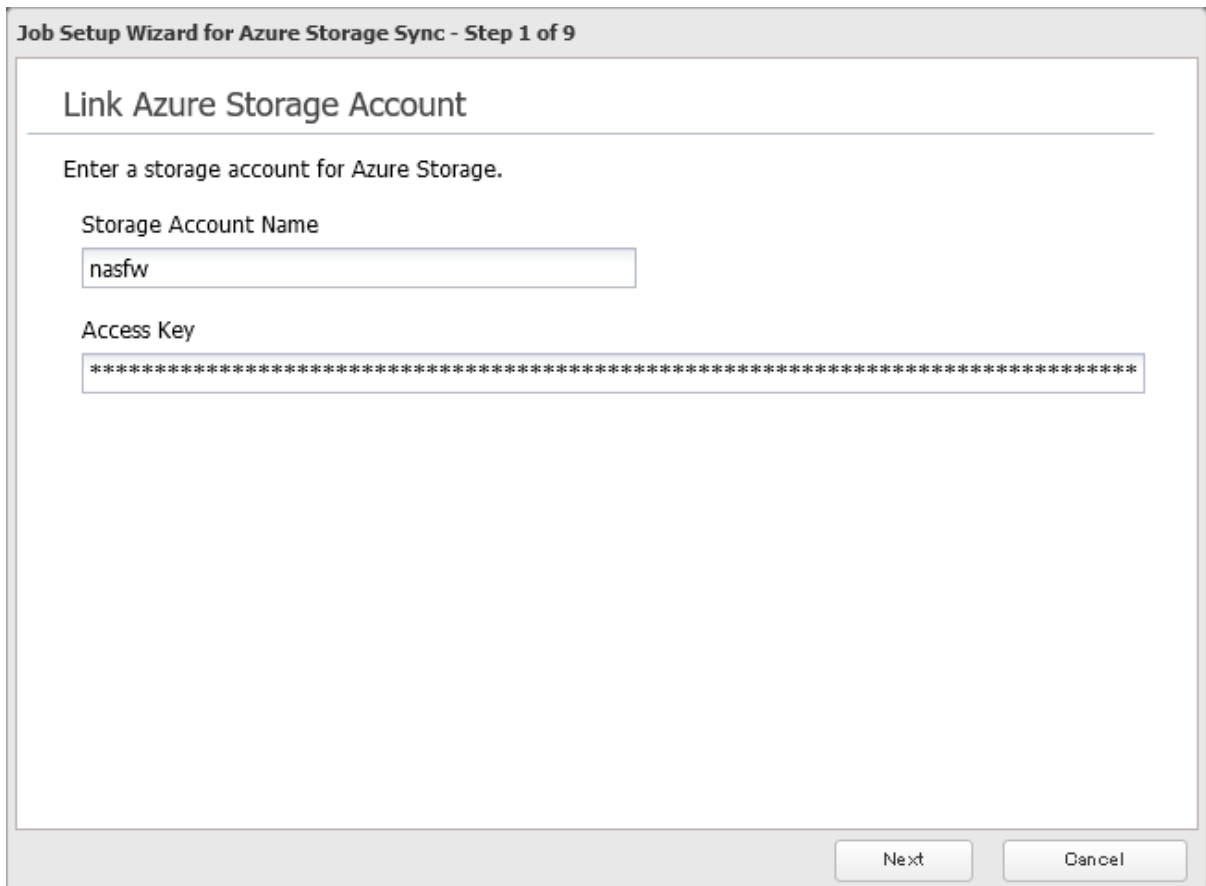 Job Setup Wizard for Azure Storage Sync - Step 1 of 9
Link Azure Storage Account
Enter a storage account for Azure Storage.
Storage Account Name
nasfw
Access Key
**********************************************************************************
Next Cancel